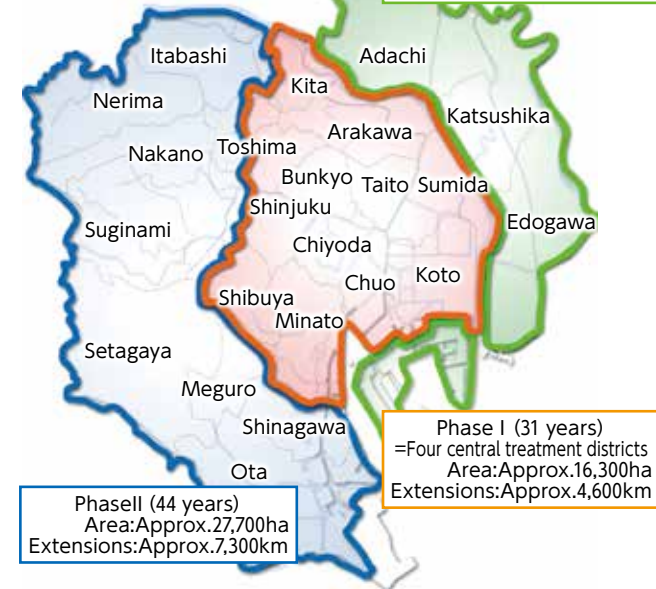 Itabashi
Adachi
Kita
Nerima
Katsushika
Arakawa
Toshima
Nakano
Bunkyo
Taito
Sumida
Shinjuku
Edogawa
Suginami
Chiyoda
Koto
Chuo
Shibuya
Minato
Setagaya
Meguro
Shinagawa
Ota
Phase I (31 years)
=Four central treatment districts
Area:Approx.16,300ha
Extensions:Approx.4,600km
PhaseII (44 years)
Area:Approx.27,700ha
Extensions:Approx.7,300km